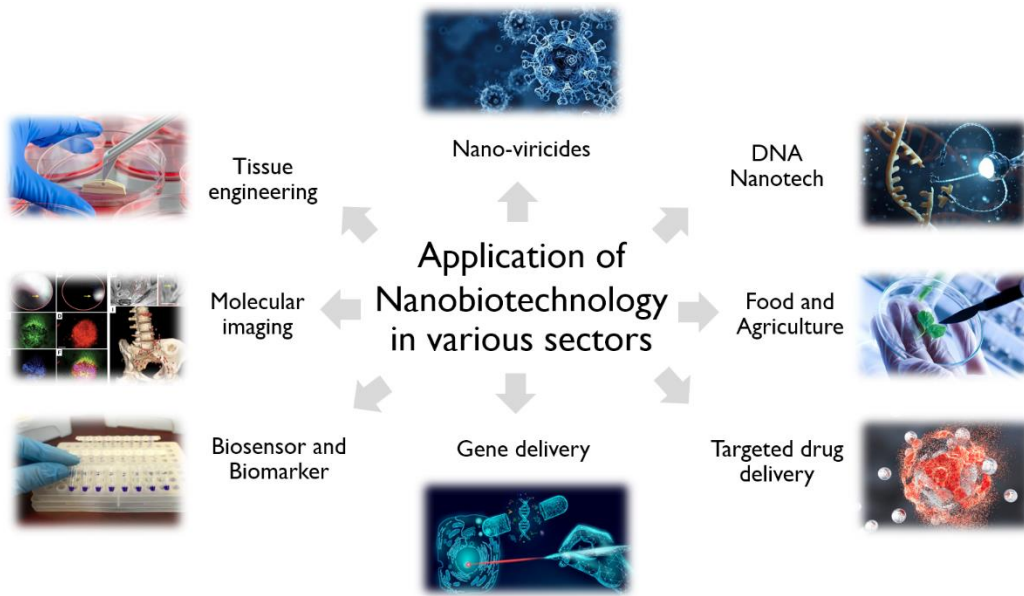 Nano-viricides
Tissue
engineering
DNA
Nanotech
Application of
Nanobiotechnology
in various sectors
Molecular
imaging
Food and
Agriculture
Biosensor and
Biomarker
Gene delivery
Targeted drug
delivery